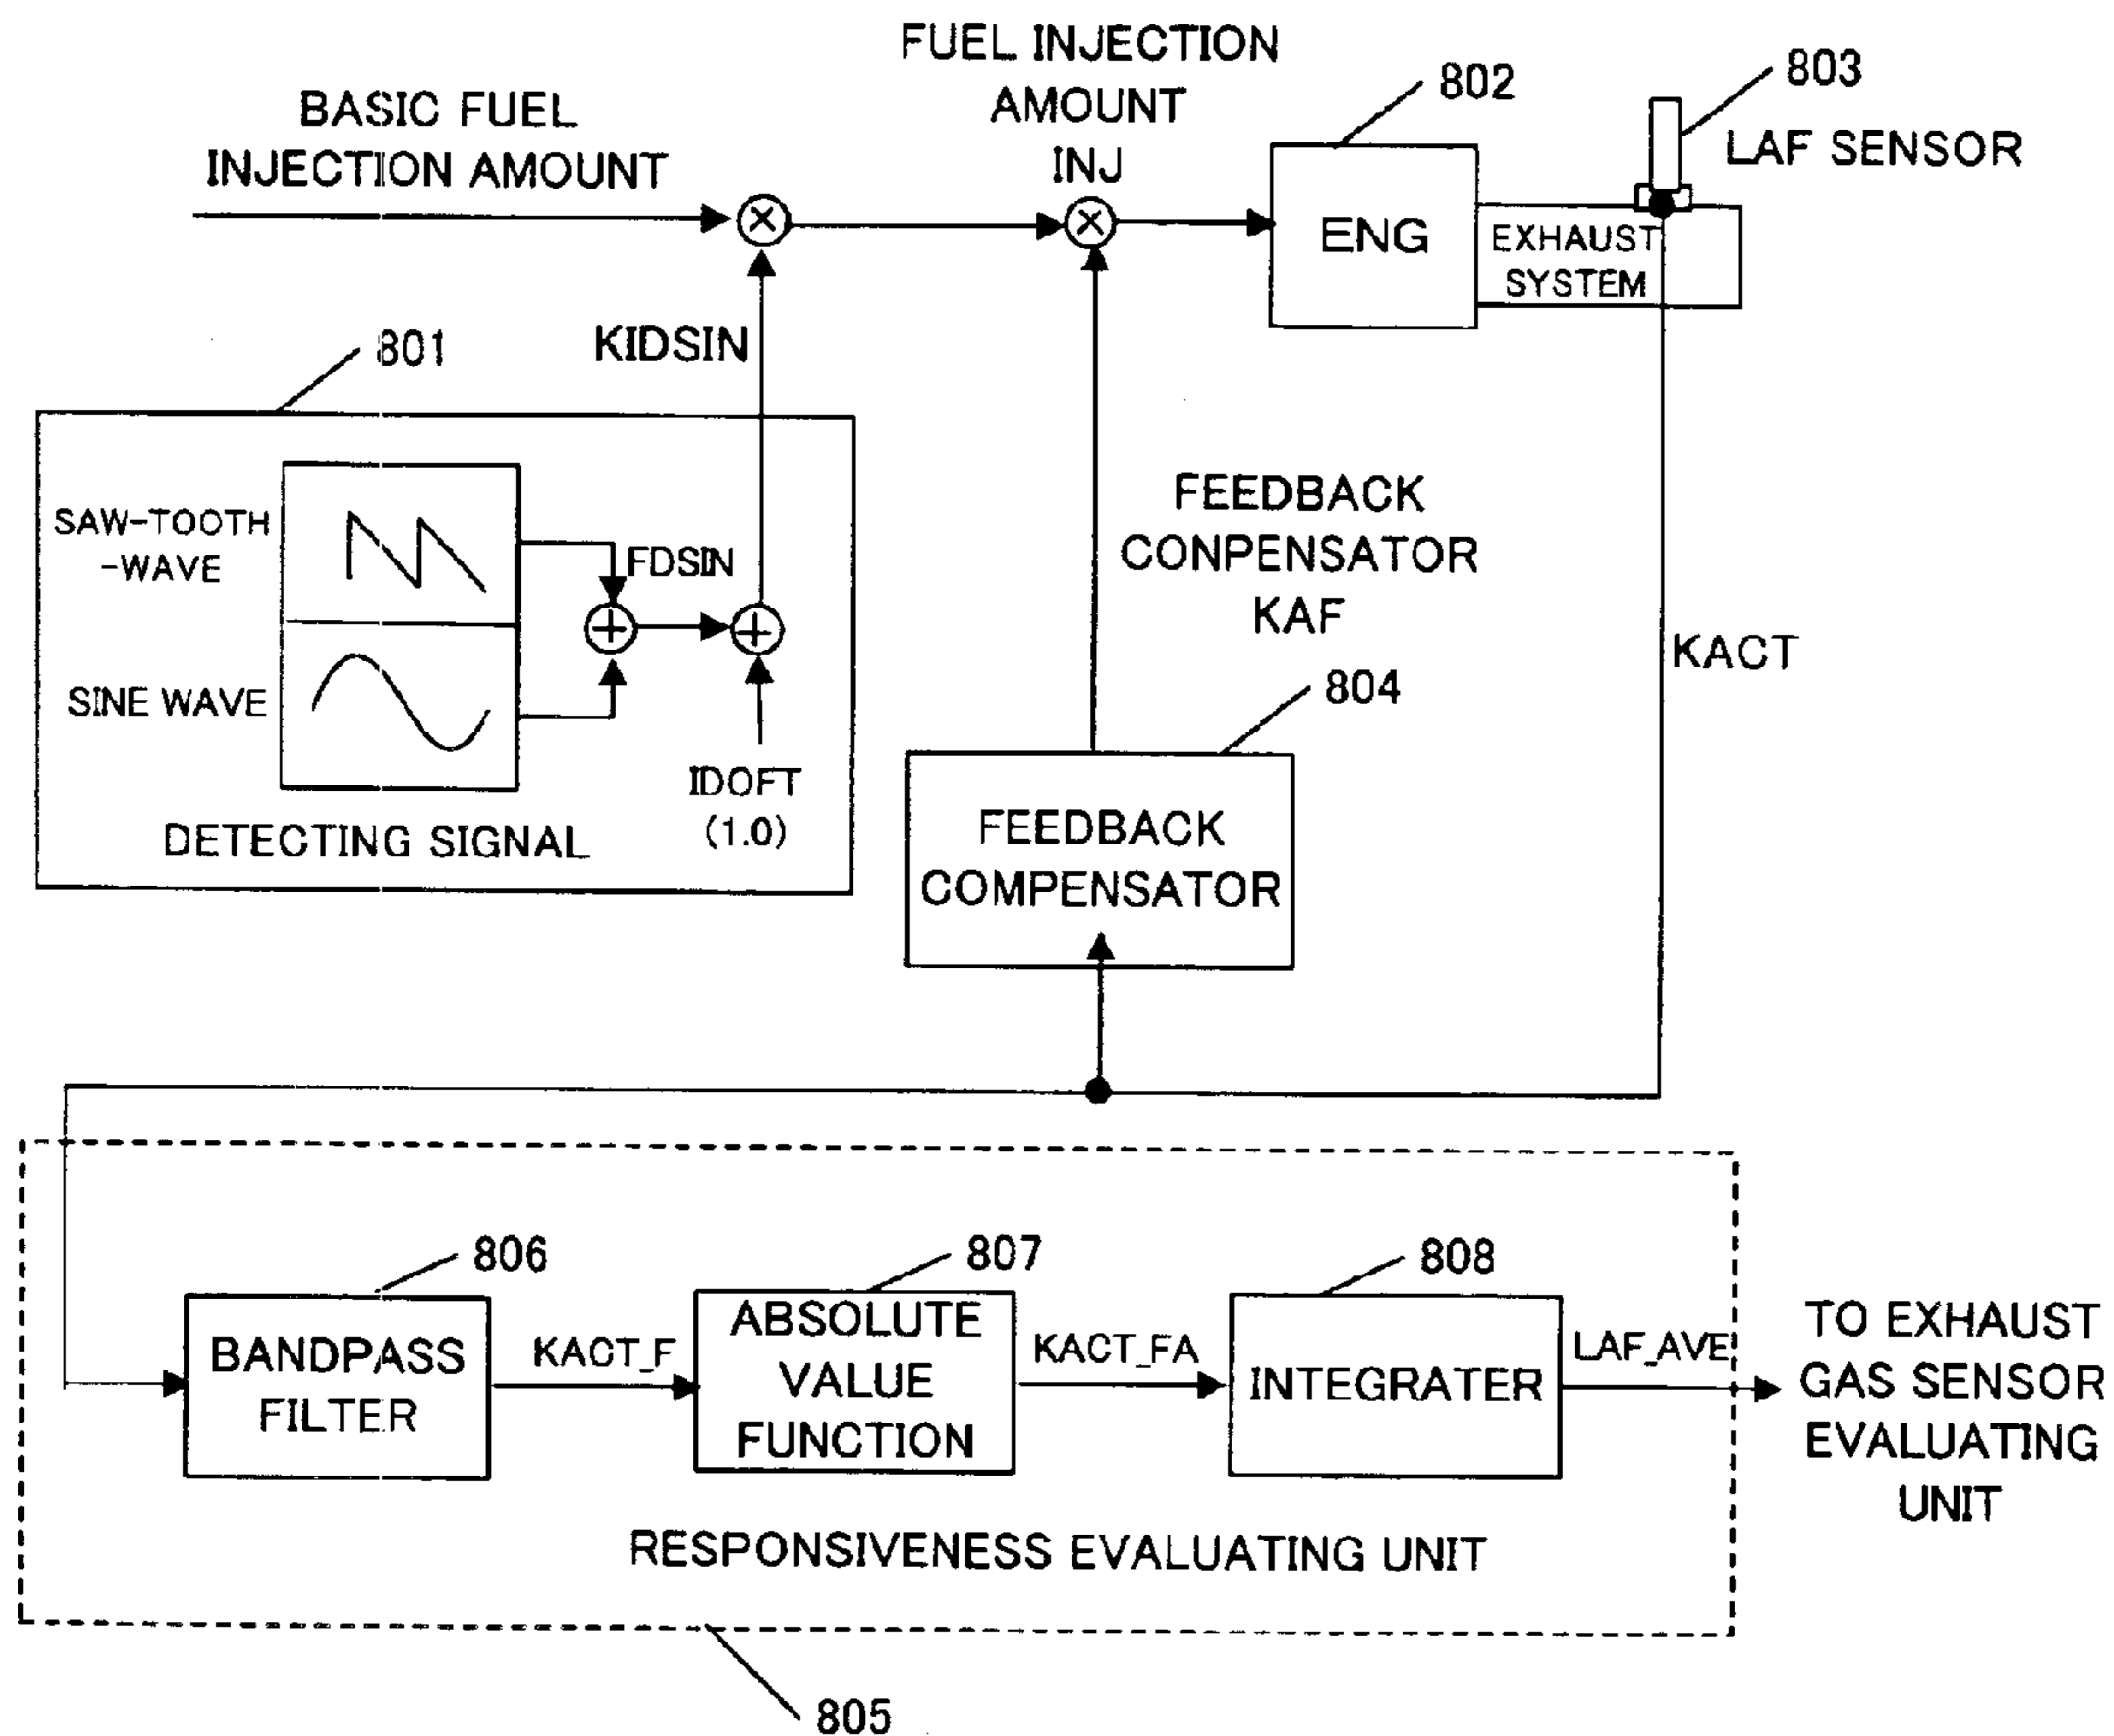 FUEL INJECTION
AMOUNT
INJ
BASIC FUEL
INJECTION AMOUNT
802
803
LAF SENSOR
ENG
EXHAUST
SYSTEM
KIDSIN
801
SAW-TOOTH
-WAVE
FDSIN
SINE WAVE
IDOFT
(1.0)
DETECTING SIGNAL
FEEDBACK
CONPENSATOR
KAF
804
KACT
FEEDBACK
COMPENSATOR
806
BANDPASS
FILTER
KACT_F
807
ABSOLUTE
VALUE
FUNCTION
KACT_FA
808
INTEGRATER
LAF_AVE
TO EXHAUST
GAS SENSOR
EVALUATING
UNIT
RESPONSIVENESS EVALUATING UNIT
805